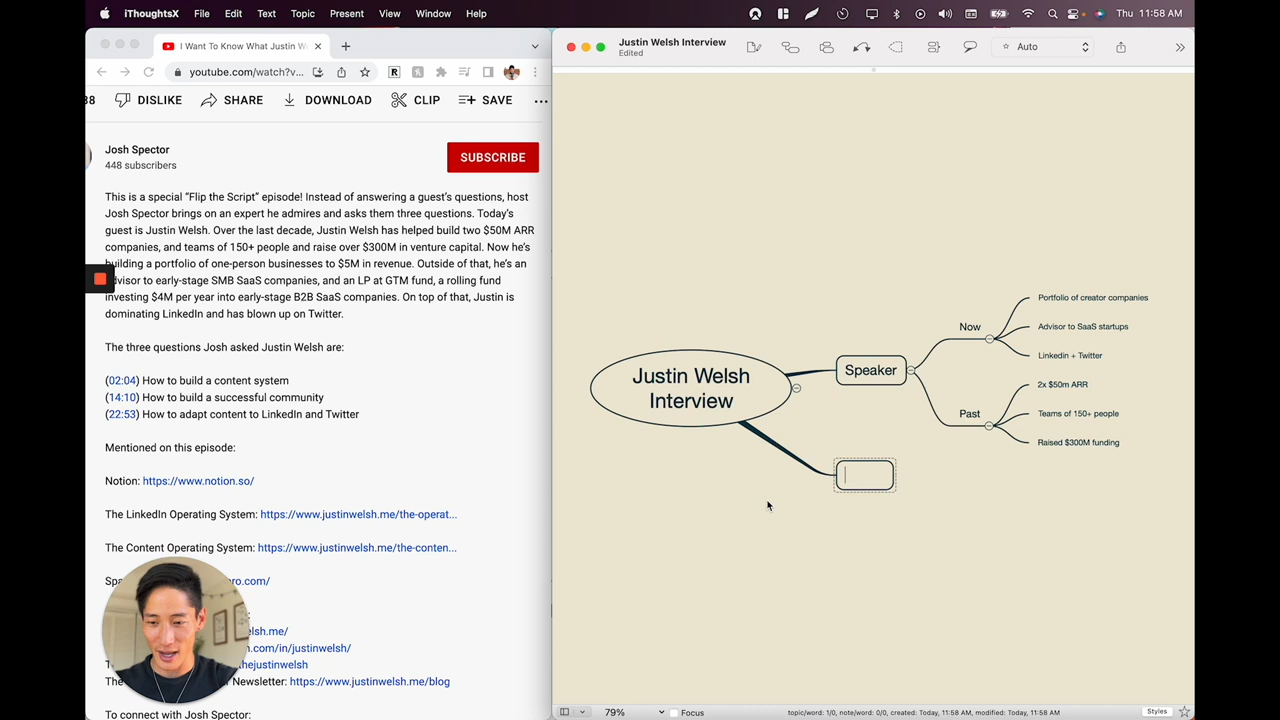 iThoughtsX File Edit Text Topic Present View Window Help Thu 11:58 AM
I Want To Know What Justin W
youtube.com/watch?v...
38 DISLIKE SHARE DOWNLOAD CLIP SAVE ...
Josh Spector
448 subscribers
SUBSCRIBE
This is a special “Flip the Script” episode! Instead of answering a guest’s questions, host
Josh Spector brings on an expert he admires and asks them three questions. Today’s
guest is Justin Welsh. Over the last decade, Justin Welsh has helped build two $50M ARR
companies, and teams of 150+ people and raise over $300M in venture capital. Now he’s
building a portfolio of one-person businesses to $5M in revenue. Outside of that, he’s an
advisor to early-stage SMB SaaS companies, and an LP at GTM fund, a rolling fund
investing $4M per year into early-stage B2B SaaS companies. On top of that, Justin is
dominating LinkedIn and has blown up on Twitter.
The three questions Josh asked Justin Welsh are:
(02:04) How to build a content system
(14:10) How to build a successful community
(22:53) How to adapt content to LinkedIn and Twitter
Mentioned on this episode:
Notion: https://www.notion.so/
The LinkedIn Operating System: https://www.justinwelsh.me/the-operat...
The Content Operating System: https://www.justinwelsh.me/the-conten...
Spa ro.com/
:
elsh.me/
.com/in/justinwelsh/
T thejustinwelsh
The Newsletter: https://www.justinwelsh.me/blog
To connect with Josh Spector:
Justin Welsh Interview
Edited
Auto
Justin Welsh
Interview
Speaker
Now
Portfolio of creator companies
Advisor to SaaS startups
Linkedin + Twitter
Past
2x $50m ARR
Teams of 150+ people
Raised $300M funding
79% Focus topic/word: 1/0, note/word: 0/0, created: Today, 11:58 AM, modified: Today, 11:58 AM Styles